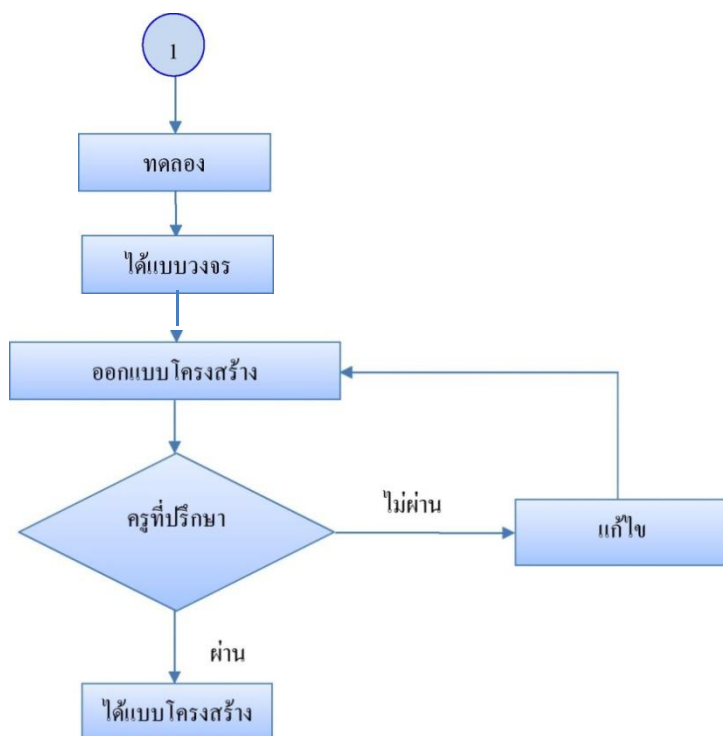 1
ทดลอง
ได้แบบวงจร
ออกแบบโครงสร้าง
ครูที่ปรึกษา
ไม่ผ่าน
แก้ไข
ผ่าน
ได้แบบโครงสร้าง